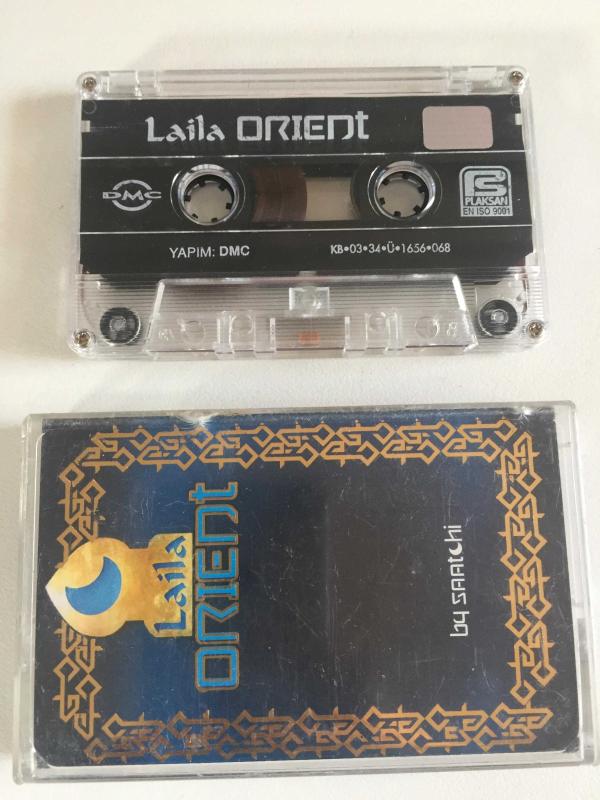 Laila ORIENt
DMC
PLAKSAN
EN ISO 9001
YAPIM: DMC
KB•03•34•Ü•1656•068
Laila
ORIENt
by SAAtchi